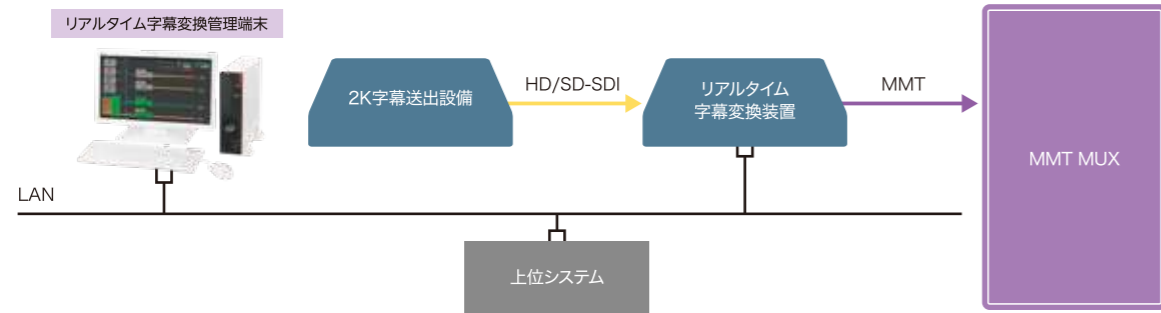 リアルタイム字幕変換管理端末
2K字幕送出設備
HD/SD-SDI
リアルタイム
字幕変換装置
MMT
MMT MUX
LAN
上位システム